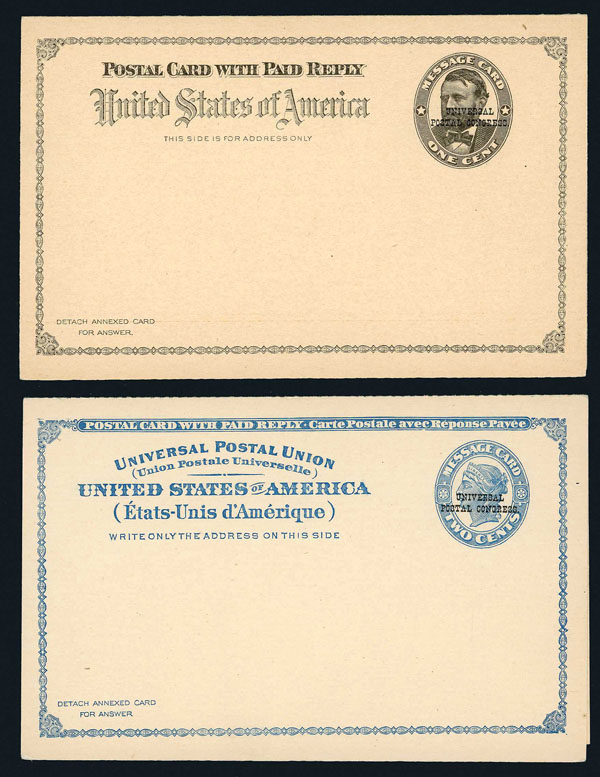 POSTAL CARD WITH PAID REPLY
United States of America
THIS SIDE IS FOR ADDRESS ONLY
MESSAGE CARD
UNIVERSAL
POSTAL CONGRESS
ONE CENT
DETACH ANNEXED CARD
FOR ANSWER.
POSTAL CARD WITH PAID REPLY - Carte Postale avec Réponse Payée
UNIVERSAL POSTAL UNION
(Union Postale Universelle)
UNITED STATES OF AMERICA
(États-Unis d'Amérique)
WRITE ONLY THE ADDRESS ON THIS SIDE
MESSAGE CARD
UNIVERSAL
POSTAL CONGRESS.
TWO CENTS
DETACH ANNEXED CARD
FOR ANSWER